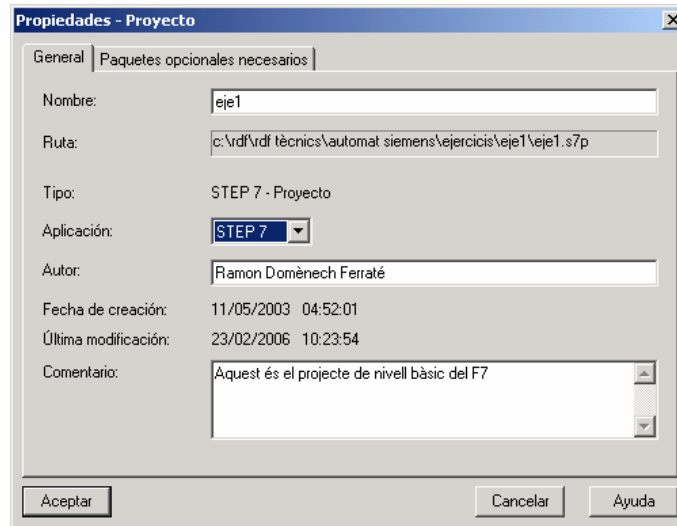 Propiedades - Proyecto
General Paquetes opcionales necesarios
Nombre: eje1
Ruta: c:\rdf\rdf tècnics\automat siemens\ejercicis\eje1\eje1.s7p
Tipo: STEP 7 - Proyecto
Aplicación: STEP 7
Autor: Ramon Domènech Ferraté
Fecha de creación: 11/05/2003 04:52:01
Última modificación: 23/02/2006 10:23:54
Comentario: Aquest és el projecte de nivell bàsic del F7
Aceptar Cancelar Ayuda